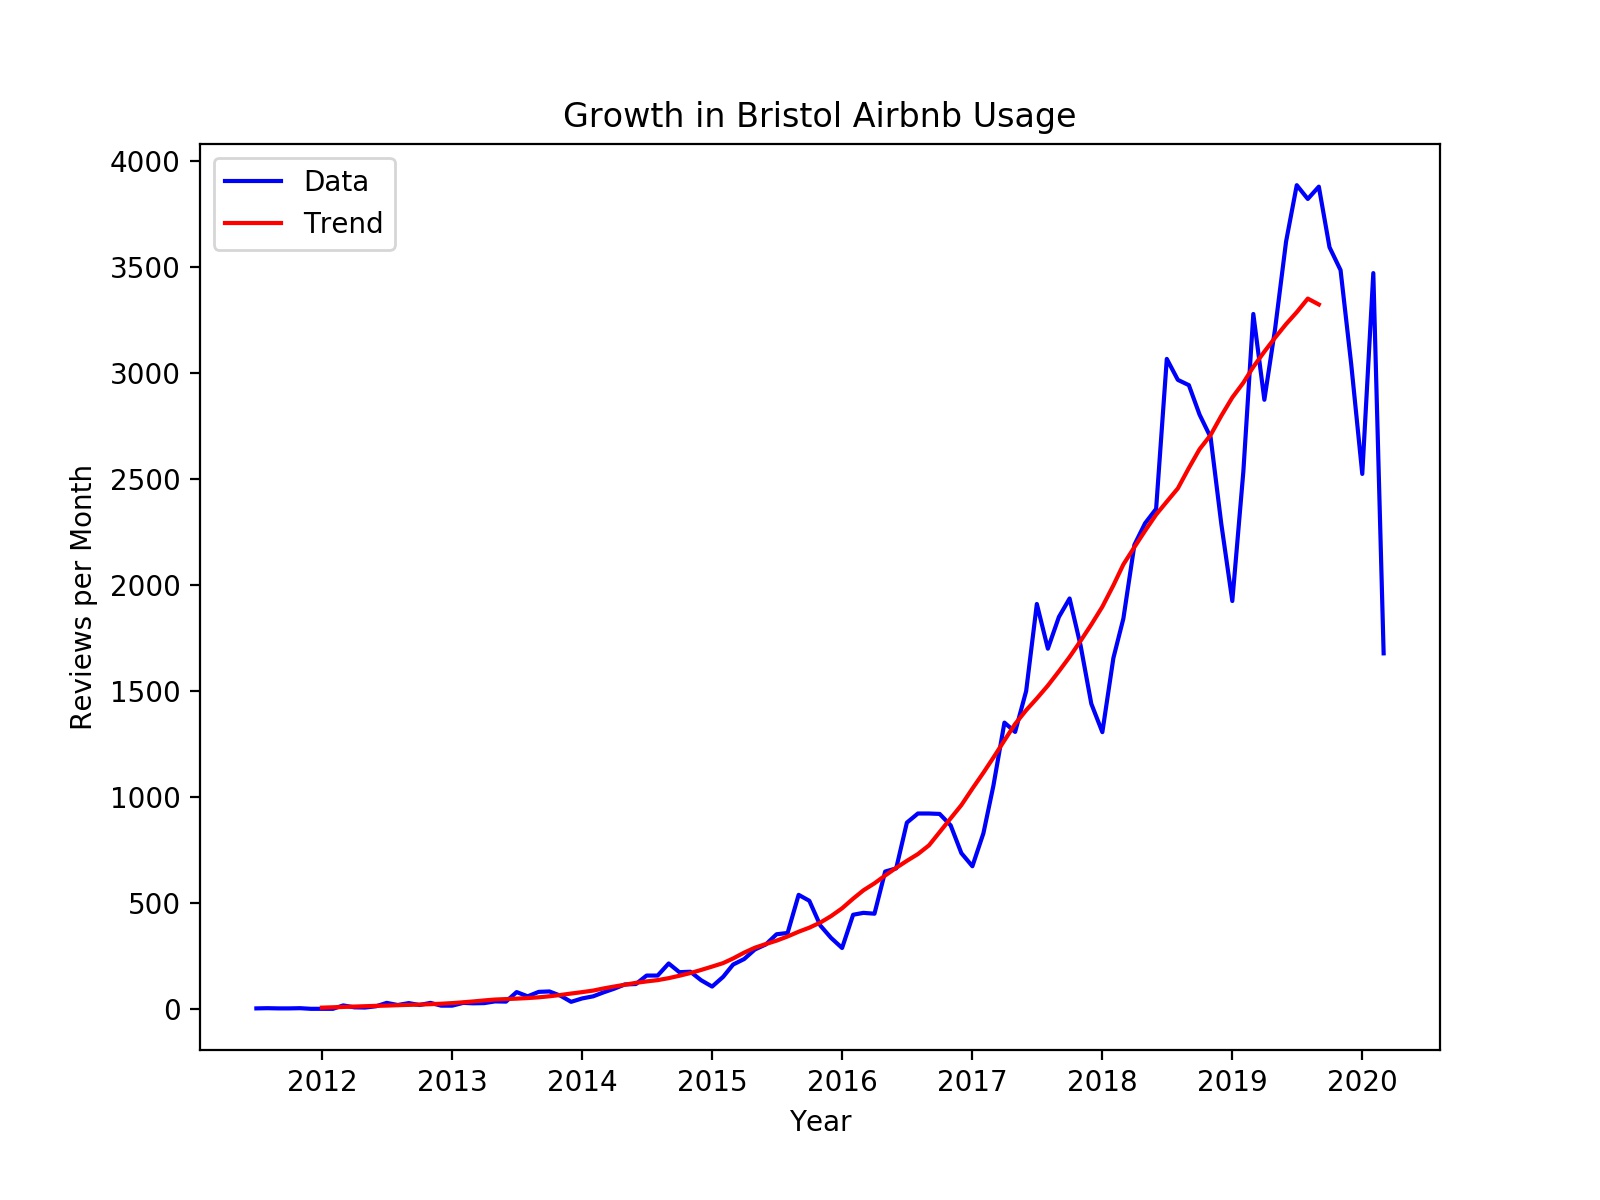 Growth in Bristol Airbnb Usage
Data
Trend
4000
3500
3000
2500
2000
1500
1000
500
0
Reviews per Month
2012 2013 2014 2015 2016 2017 2018 2019 2020
Year